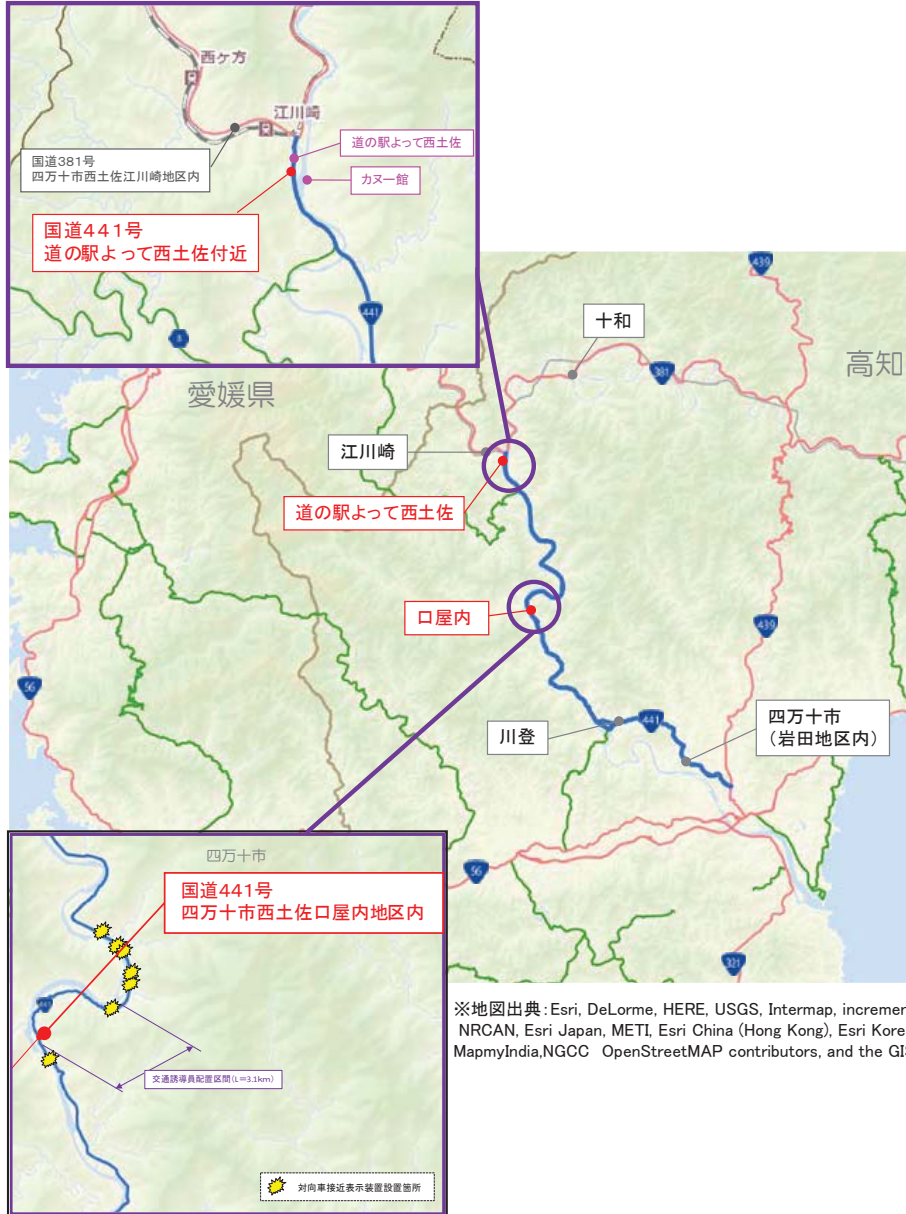 西ヶ方
江川崎
道の駅よって西土佐
国道381号
四万十市西土佐江川崎地区内
カヌー館
国道441号
道の駅よって西土佐付近
441
8
439
十和
381
高知
愛媛県
江川崎
道の駅よって西土佐
口屋内
439
56
441
川登
四万十市
(岩田地区内)
56
321
四万十市
国道441号
四万十市西土佐口屋内地区内
441
交通誘導員配置区間(L=3.1km)
対向車接近表示装置設置箇所
※地図出典:Esri, DeLorme, HERE, USGS, Intermap, incremen
NRCAN, Esri Japan, METI, Esri China (Hong Kong), Esri Kore
MapmyIndia,NGCC OpenStreetMAP contributors, and the GIS